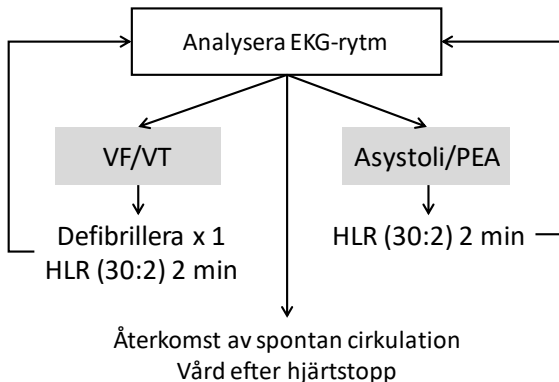 Analysera EKG-rytm
VF/VT
Asystoli/PEA
Defibrillera x 1
HLR (30:2) 2 min
HLR (30:2) 2 min
Återkomst av spontan cirkulation
Vård efter hjärtstopp